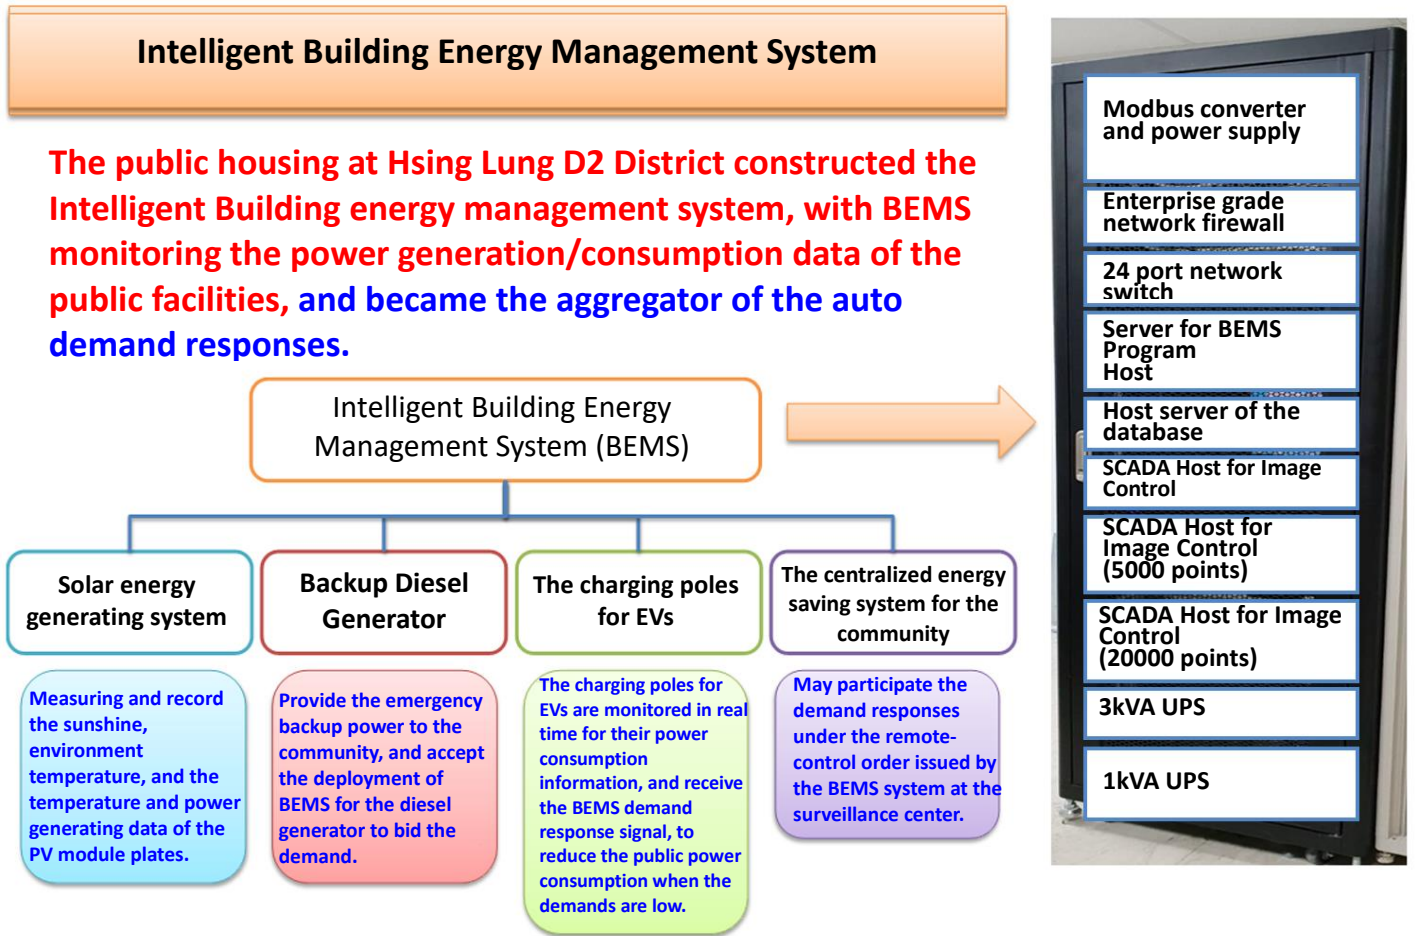 Intelligent Building Energy Management System
The public housing at Hsing Lung D2 District constructed the
Intelligent Building energy management system, with BEMS
monitoring the power generation/consumption data of the
public facilities, and became the aggregator of the auto
demand responses.
Intelligent Building Energy
Management System (BEMS)
Solar energy
generating system
Backup Diesel
Generator
The charging poles
for EVs
The centralized energy
saving system for the
community
Measuring and record
the sunshine,
environment
temperature, and the
temperature and power
generating data of the
PV module plates.
Provide the emergency
backup power to the
community, and accept
the deployment of
BEMS for the diesel
generator to bid the
demand.
The charging poles for
EVs are monitored in real
time for their power
consumption
information, and receive
the BEMS demand
response signal, to
reduce the public power
consumption when the
demands are low.
May participate the
demand responses
under the remote-
control order issued by
the BEMS system at the
surveillance center.
Modbus converter
and power supply
Enterprise grade
network firewall
24 port network
switch
Server for BEMS
Program
Host
Host server of the
database
SCADA Host for Image
Control
SCADA Host for
Image Control
(5000 points)
SCADA Host for Image
Control
(20000 points)
3kVA UPS
1kVA UPS